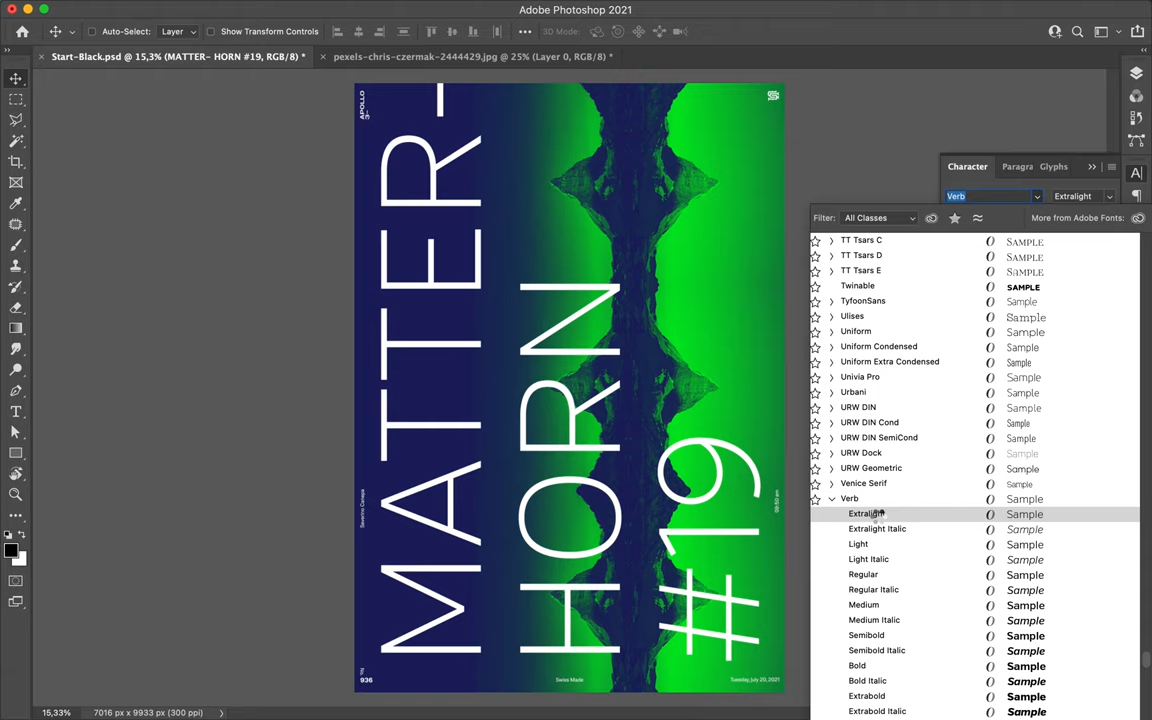 Adobe Photoshop 2021
Auto-Select:
Layer
Show Transform Controls
3D Mode:
Start-Black.psd @ 15,3% (MATTER- HORN #19, RGB/8) *
pexels-chris-czermak-2444429.jpg @ 25% (Layer 0, RGB/8) *
APOLLO
MATTER-
HORN
#19
Severino Canepa
09:50 am
936
Swiss Made
Tuesday, July 20, 2021
Character
Paragra
Glyphs
Verb
Extralight
Filter:
All Classes
More from Adobe Fonts:
TT Tsars C SAMPLE
TT Tsars D SAMPLE
TT Tsars E SAMPLE
Twinable SAMPLE
TyfoonSans Sample
Ulises Sample
Uniform Sample
Uniform Condensed Sample
Uniform Extra Condensed Sample
Univia Pro Sample
Urbani Sample
URW DIN Sample
URW DIN Cond Sample
URW DIN SemiCond Sample
URW Dock Sample
URW Geometric Sample
Venice Serif Sample
Verb Sample
Extralight Sample
Extralight Italic Sample
Light Sample
Light Italic Sample
Regular Sample
Regular Italic Sample
Medium Sample
Medium Italic Sample
Semibold Sample
Semibold Italic Sample
Bold Sample
Bold Italic Sample
Extrabold Sample
Extrabold Italic Sample
15,33%
7016 px x 9933 px (300 ppi)